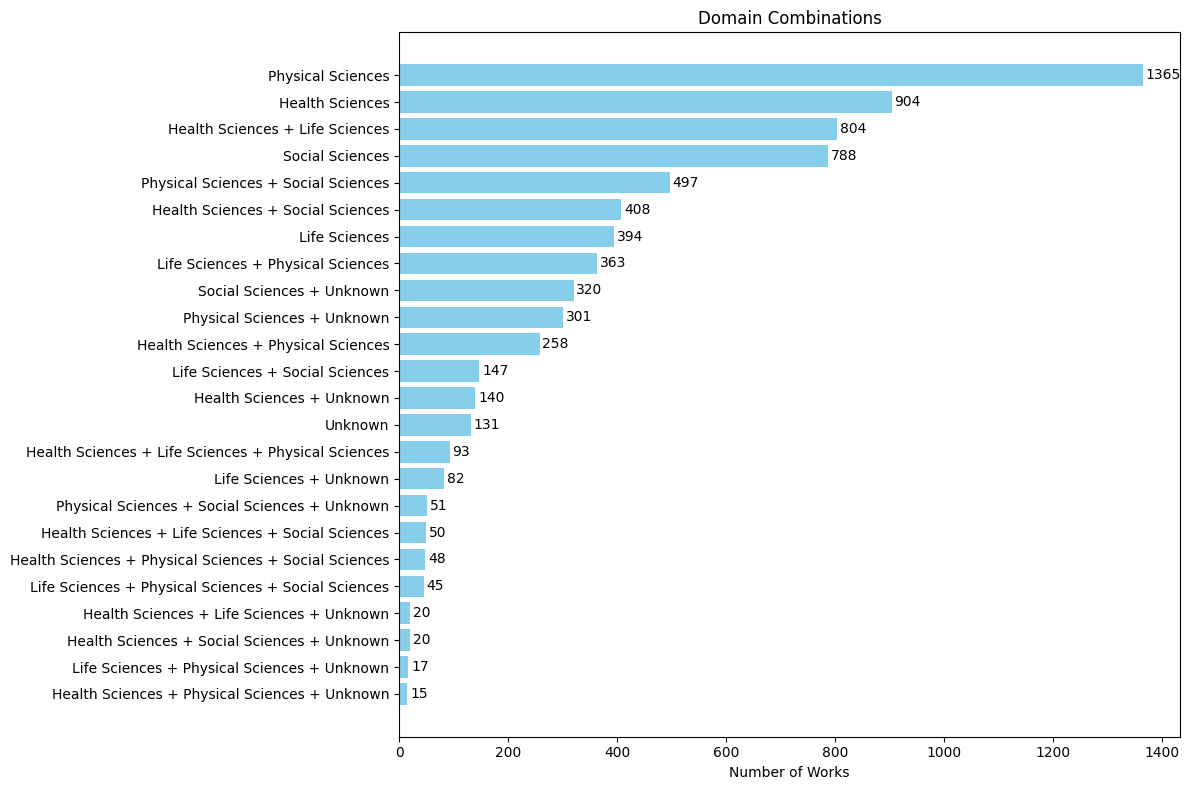 Domain Combinations
Physical Sciences 1365
Health Sciences 904
Health Sciences + Life Sciences 804
Social Sciences 788
Physical Sciences + Social Sciences 497
Health Sciences + Social Sciences 408
Life Sciences 394
Life Sciences + Physical Sciences 363
Social Sciences + Unknown 320
Physical Sciences + Unknown 301
Health Sciences + Physical Sciences 258
Life Sciences + Social Sciences 147
Health Sciences + Unknown 140
Unknown 131
Health Sciences + Life Sciences + Physical Sciences 93
Life Sciences + Unknown 82
Physical Sciences + Social Sciences + Unknown 51
Health Sciences + Life Sciences + Social Sciences 50
Health Sciences + Physical Sciences + Social Sciences 48
Life Sciences + Physical Sciences + Social Sciences 45
Health Sciences + Life Sciences + Unknown 20
Health Sciences + Social Sciences + Unknown 20
Life Sciences + Physical Sciences + Unknown 17
Health Sciences + Physical Sciences + Unknown 15
0 200 400 600 800 1000 1200 1400
Number of Works